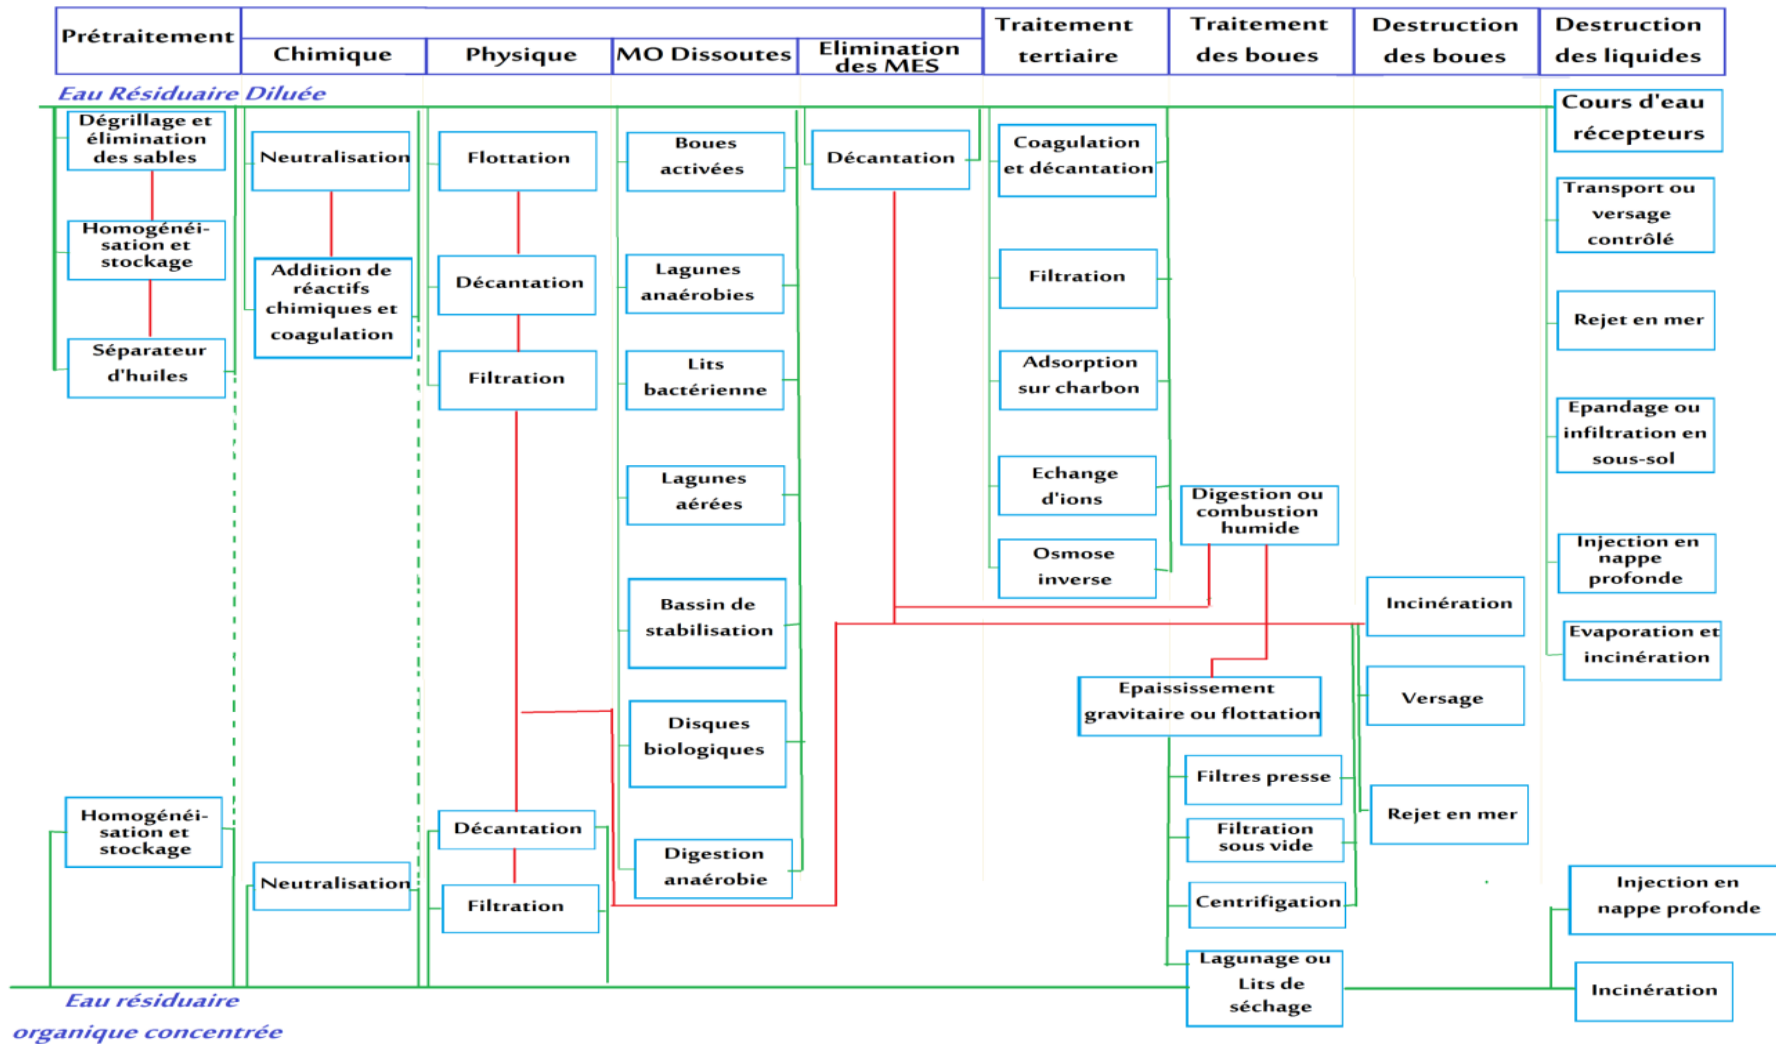 Prétraitement
Chimique
Physique
MO Dissoutes
Elimination
des MES
Traitement
tertiaire
Traitement
des boues
Destruction
des boues
Destruction
des liquides
Eau Résiduaire Diluée
Dégrillage et
élimination
des sables
Homogénéi-
sation et
stockage
Séparateur
d'huiles
Homogénéi-
sation et
stockage
Neutralisation
Addition de
réactifs
chimiques et
coagulation
Neutralisation
Flottation
Décantation
Filtration
Décantation
Filtration
Boues
activées
Lagunes
anaérobies
Lits
bactérienne
Lagunes
aérées
Bassin de
stabilisation
Disques
biologiques
Digestion
anaérobie
Décantation
Coagulation
et décantation
Filtration
Adsorption
sur charbon
Echange
d'ions
Osmose
inverse
Digestion ou
combustion
humide
Epaississement
gravitaire ou flottation
Filtres presse
Filtration
sous vide
Centrifigation
Lagunage ou
Lits de
séchage
Incinération
Versage
Rejet en mer
Cours d'eau
récepteurs
Transport ou
versage
contrôlé
Rejet en mer
Epandage ou
infiltration en
sous-sol
Injection en
nappe
profonde
Evaporation et
incinération
Injection en
nappe profonde
Incinération
Eau résiduaire
organique concentrée